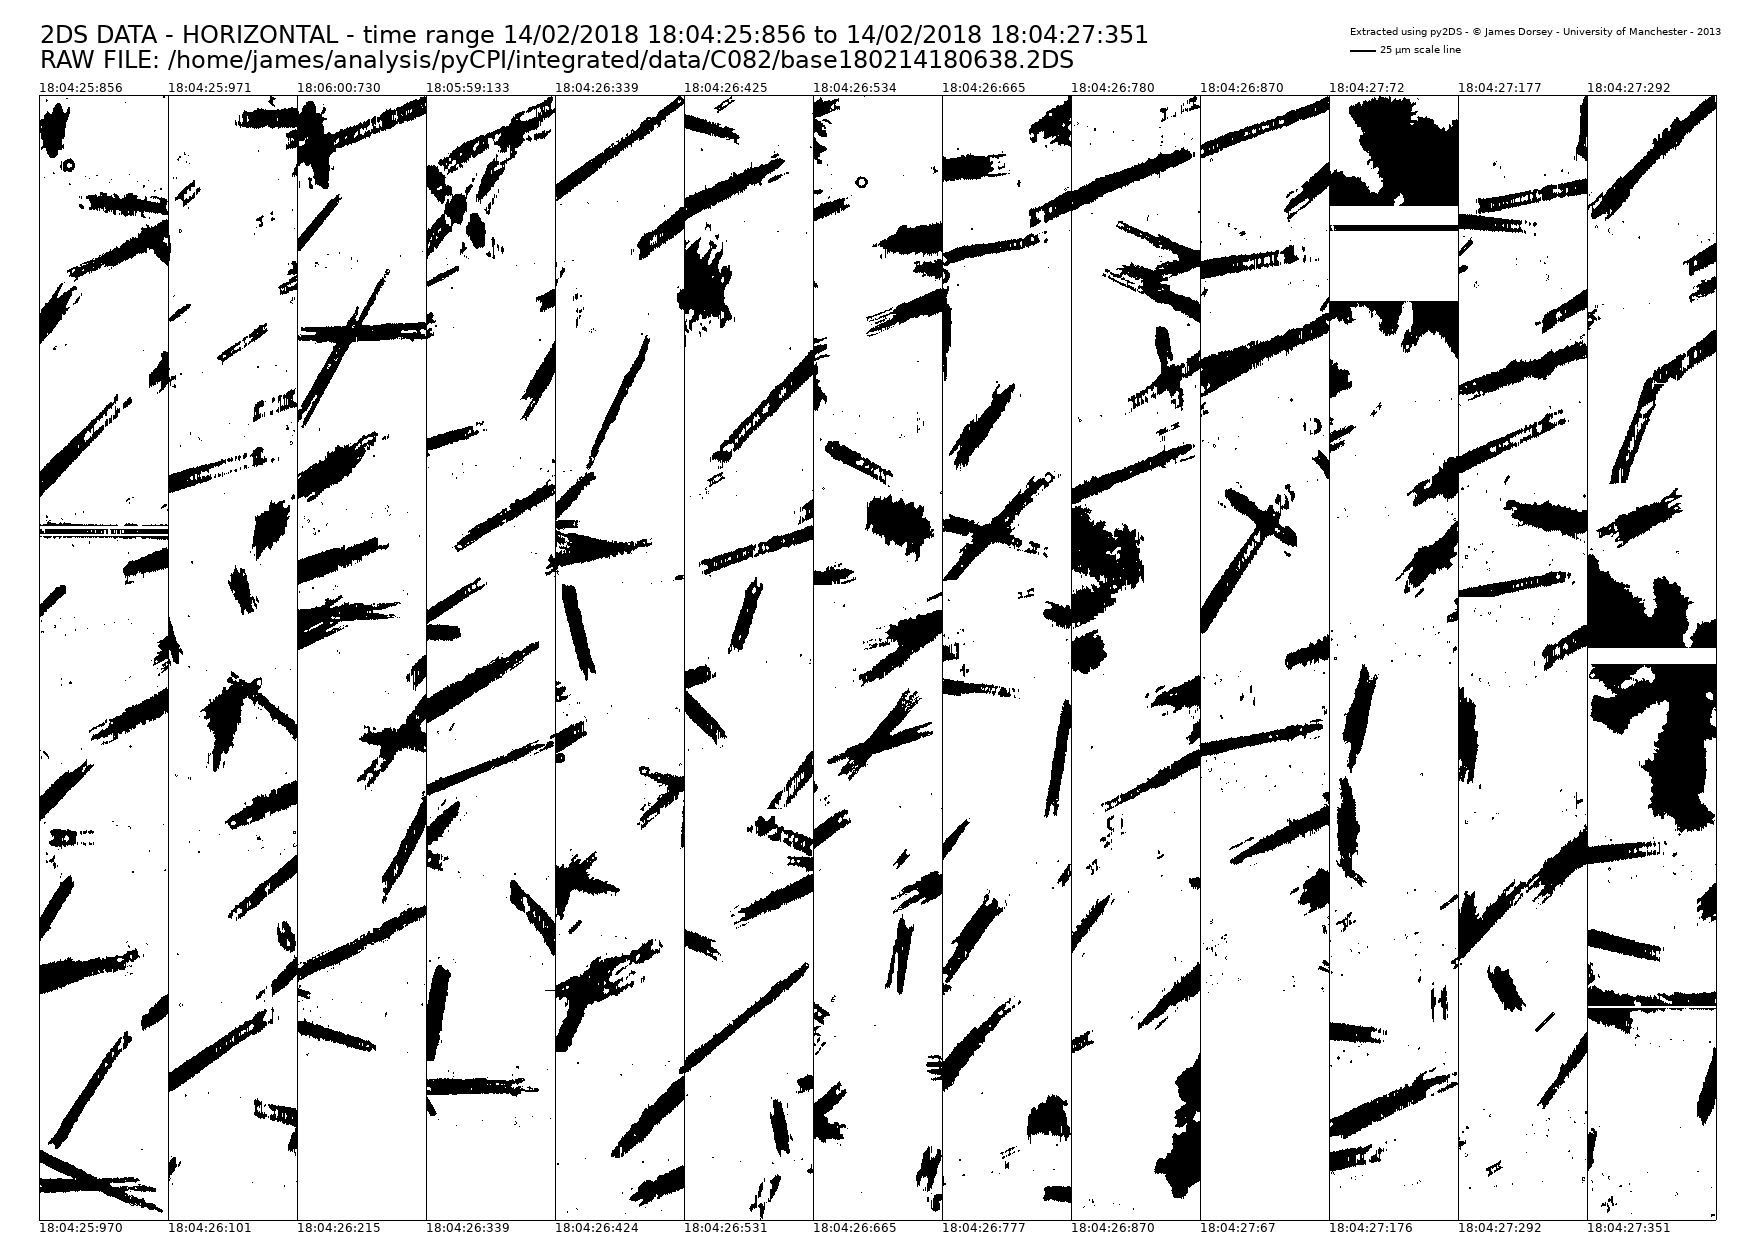 2DS DATA - HORIZONTAL - time range 14/02/2018 18:04:25:856 to 14/02/2018 18:04:27:351
RAW FILE: /home/james/analysis/pyCPI/integrated/data/C082/base180214180638.2DS
Extracted using py2DS - © James Dorsey - University of Manchester - 2013
25 µm scale line
18:04:25:856 18:04:25:971 18:06:00:730 18:05:59:133 18:04:26:339 18:04:26:425 18:04:26:534 18:04:26:665 18:04:26:780 18:04:26:870 18:04:27:72 18:04:27:177 18:04:27:292
18:04:25:970 18:04:26:101 18:04:26:215 18:04:26:339 18:04:26:424 18:04:26:531 18:04:26:665 18:04:26:777 18:04:26:870 18:04:27:67 18:04:27:176 18:04:27:292 18:04:27:351